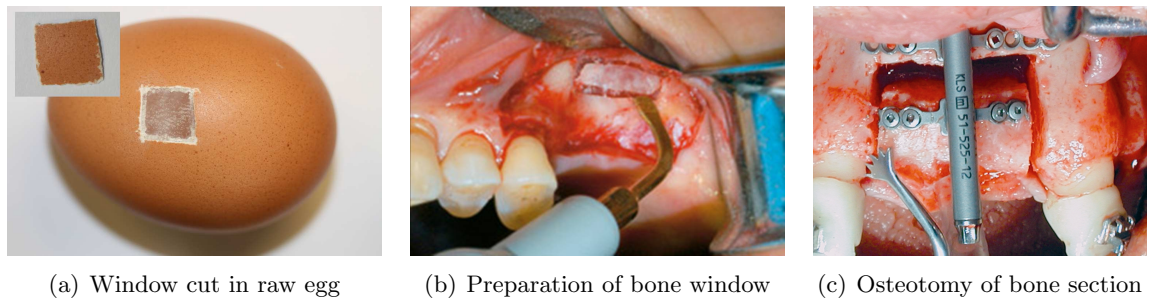 KLS m 51-525-12
(a) Window cut in raw egg
(b) Preparation of bone window
(c) Osteotomy of bone section